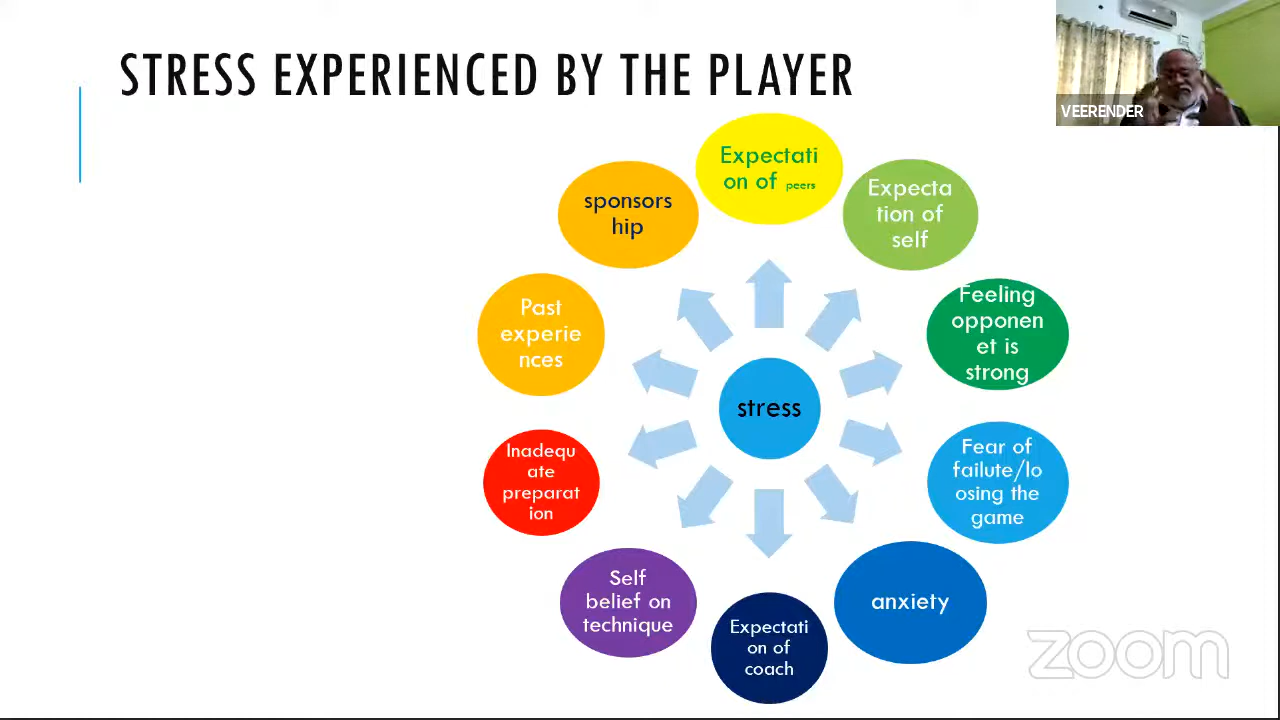 STRESS EXPERIENCED BY THE PLAYER
VEERENDER
Expectati
on of peers
Expecta
tion of
self
Feeling
opponen
et is
strong
Fear of
failute/lo
osing the
game
anxiety
Expectati
on of
coach
Self
belief on
technique
Inadequ
ate
preparat
ion
Past
experie
nces
sponsors
hip
stress
zoom